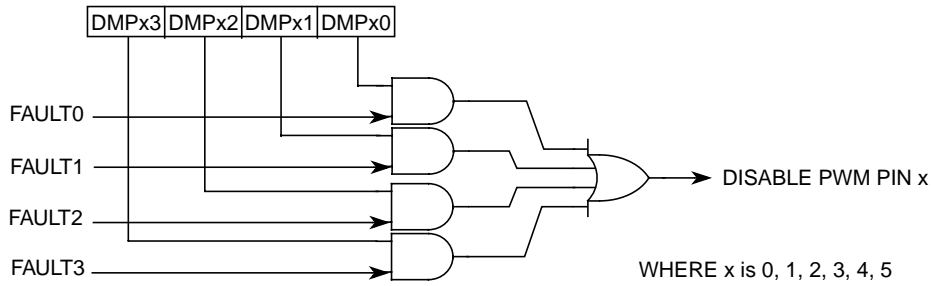 DMPx3 DMPx2 DMPx1 DMPx0
FAULT0
FAULT1
DISABLE PWM PIN x
FAULT2
FAULT3
WHERE x is 0, 1, 2, 3, 4, 5